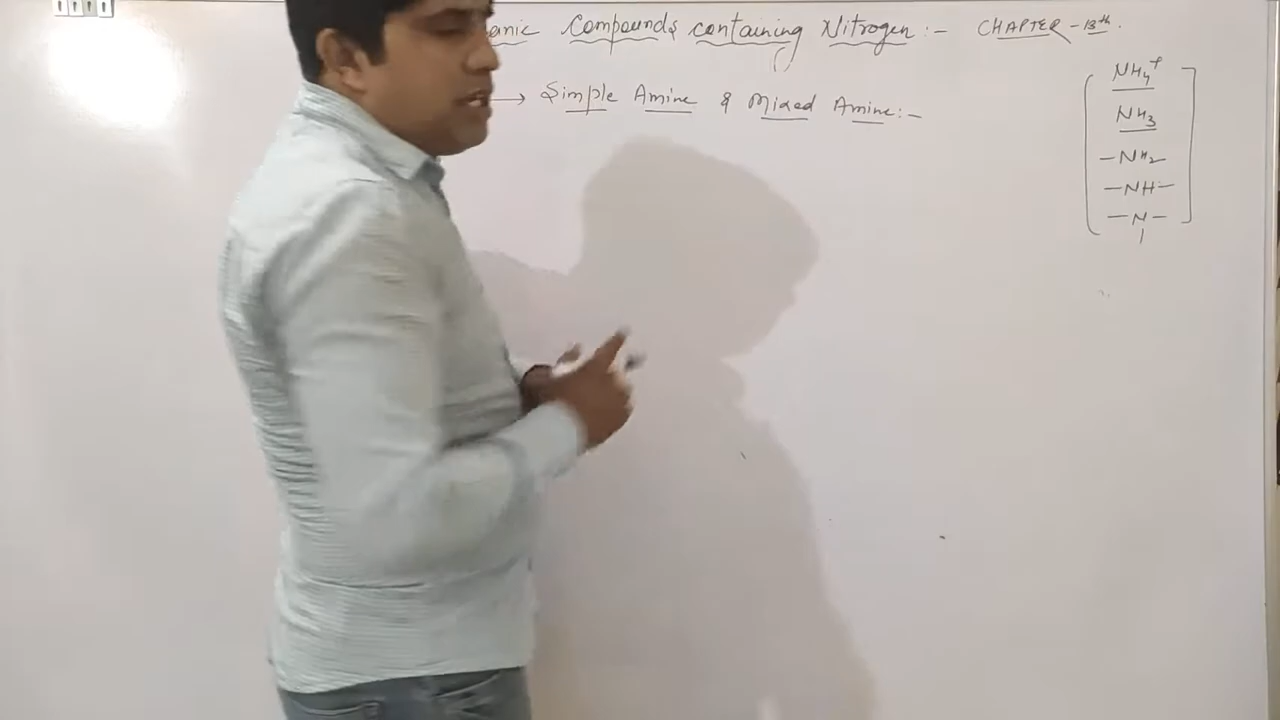 Compounds containing Nitrogen :- CHAPTER - 13th.
→ Simple Amine & Mixed Amine :-
NH4+
NH3
-NH2
-NH-
-N-